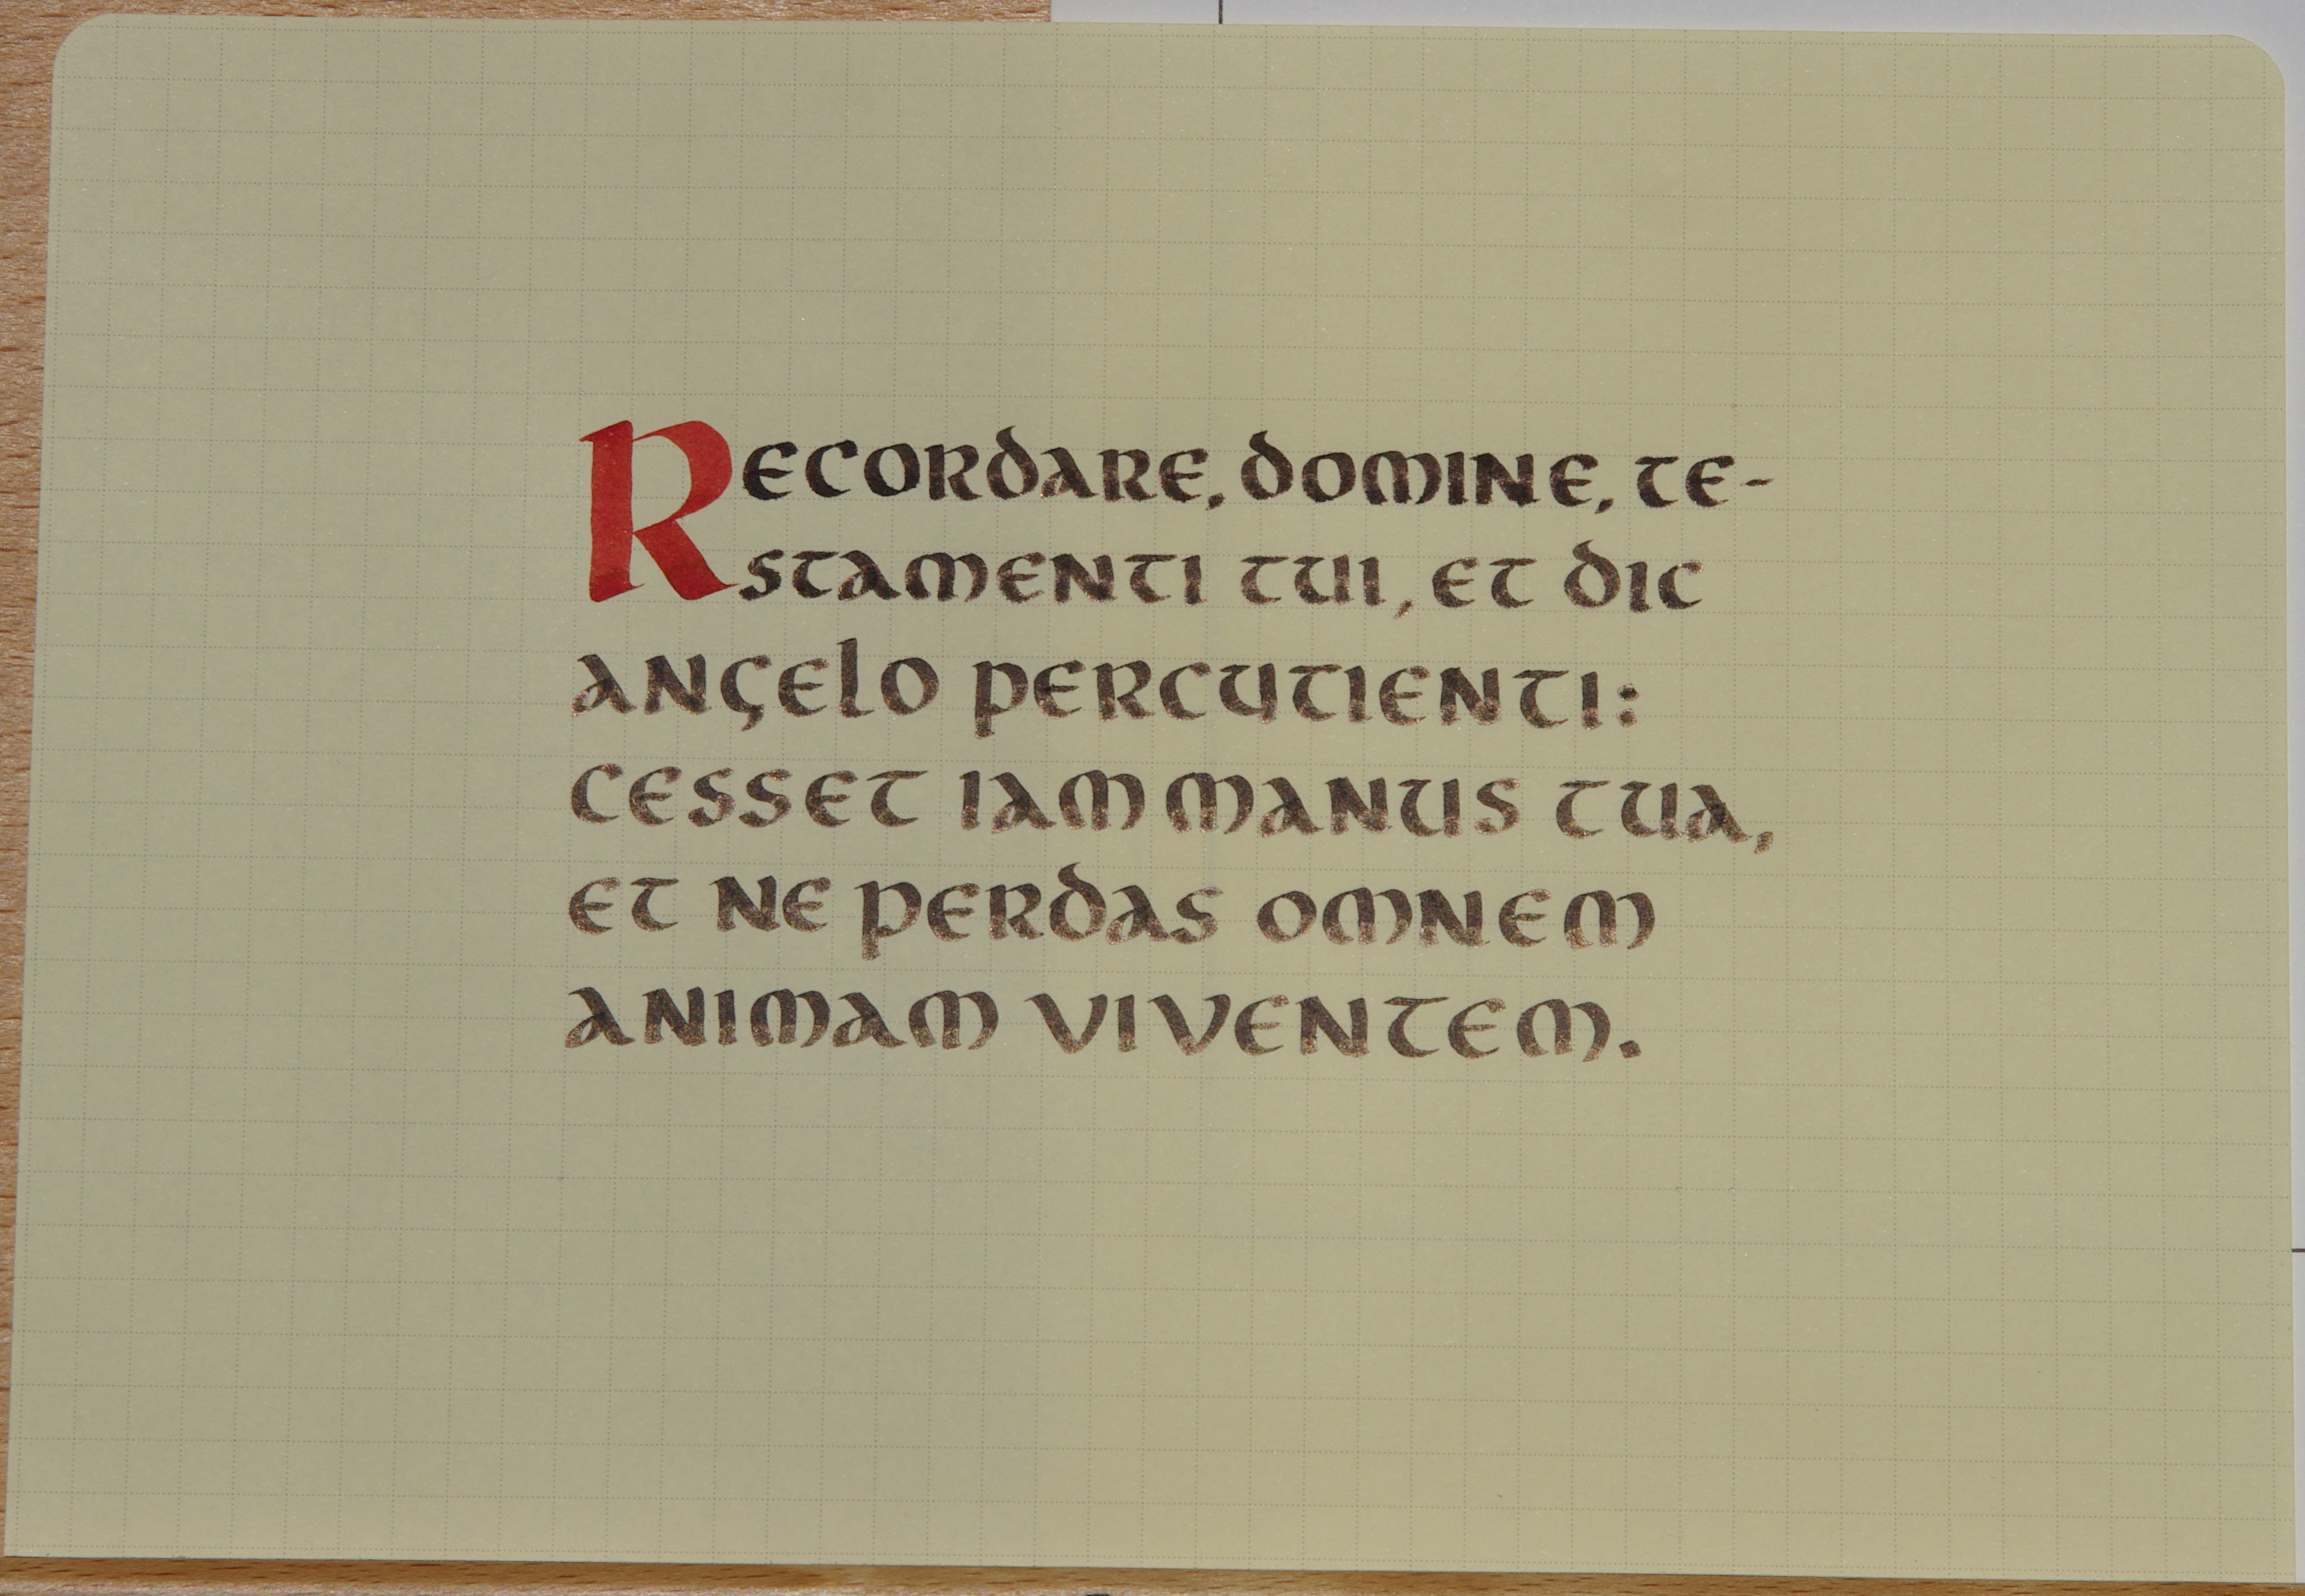 Recordare, domine, te-
stamenti tui, et dic
angelo percutienti:
cesset iam manus tua,
et ne perdas omnem
animam viventem.